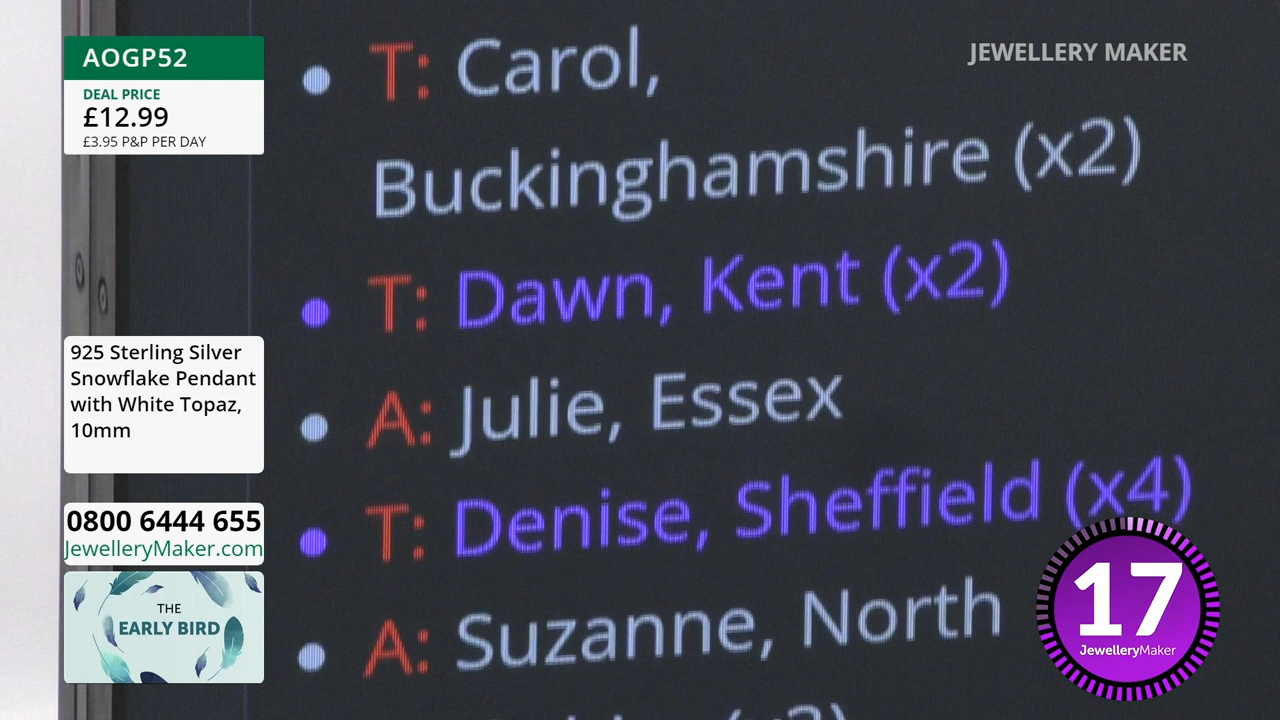 AOGP52
DEAL PRICE
£12.99
£3.95 P&P PER DAY
JEWELLERY MAKER
T: Carol,
Buckinghamshire (x2)
T: Dawn, Kent (x2)
A: Julie, Essex
T: Denise, Sheffield (x4)
A: Suzanne, North
925 Sterling Silver
Snowflake Pendant
with White Topaz,
10mm
0800 6444 655
JewelleryMaker.com
THE
EARLY BIRD
17
JewelleryMaker